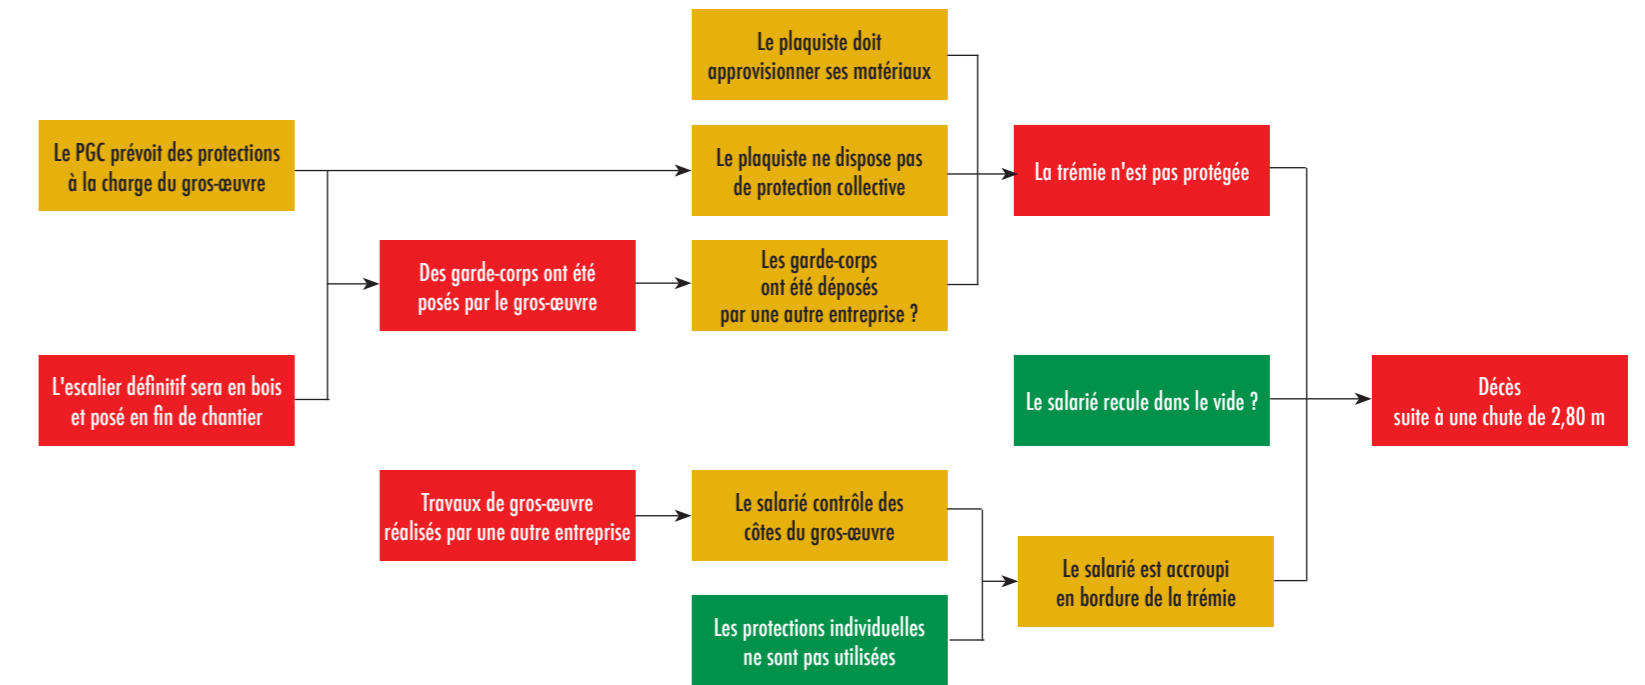 Le plaquiste doit
approvisionner ses matériaux
Le PGC prévoit des protections
à la charge du gros-œuvre
Le plaquiste ne dispose pas
de protection collective
La trémie n'est pas protégée
Des garde-corps ont été
posés par le gros-œuvre
Les garde-corps
ont été déposés
par une autre entreprise ?
L'escalier définitif sera en bois
et posé en fin de chantier
Le salarié recule dans le vide ?
Décès
suite à une chute de 2,80 m
Travaux de gros-œuvre
réalisés par une autre entreprise
Le salarié contrôle des
côtes du gros-œuvre
Le salarié est accroupi
en bordure de la trémie
Les protections individuelles
ne sont pas utilisées